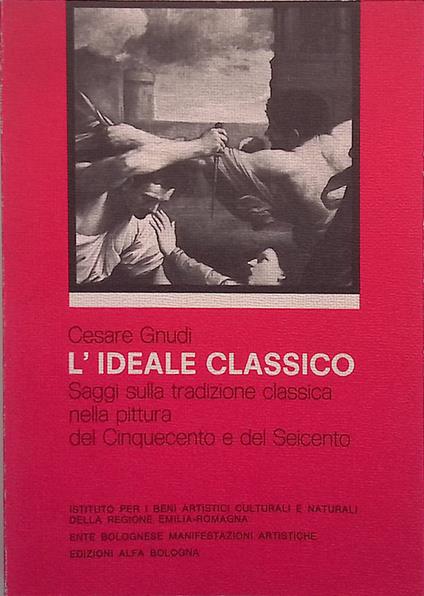 Cesare Gnudi
L'IDEALE CLASSICO
Saggi sulla tradizione classica
nella pittura
del Cinquecento e del Seicento
ISTITUTO PER I BENI ARTISTICI CULTURALI E NATURALI
DELLA REGIONE EMILIA-ROMAGNA
ENTE BOLOGNESE MANIFESTAZIONI ARTISTICHE
EDIZIONI ALFA BOLOGNA